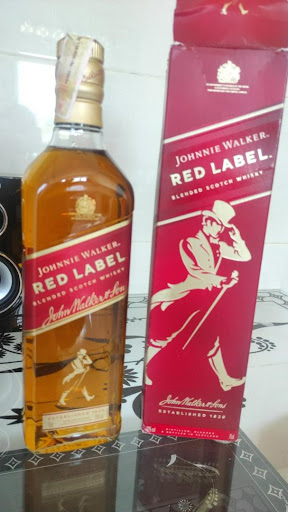 JOHNNIE WALKER.
RED LABEL.
BLENDED SCOTCH WHISKY
John Walker & Sons
JOHNNIE WALKER.
RED LABEL.
BLENDED SCOTCH WHISKY
John Walker & Sons
ESTABLISHED 1820